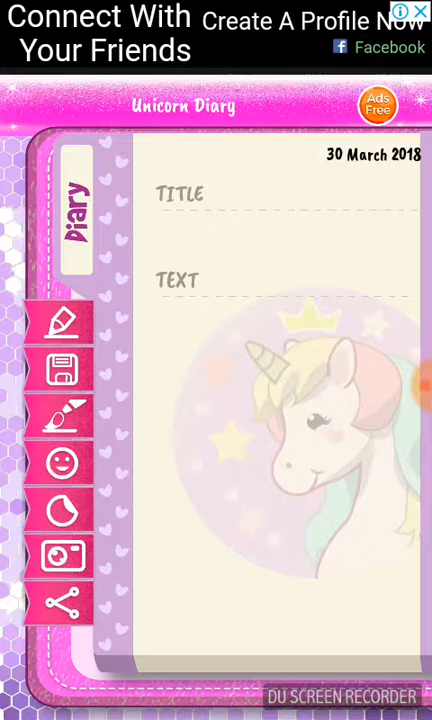 Connect With
Your Friends
Create A Profile Now
Facebook
Unicorn Diary
Ads
Free
30 March 2018
Diary
TITLE
TEXT
DU SCREEN RECORDER